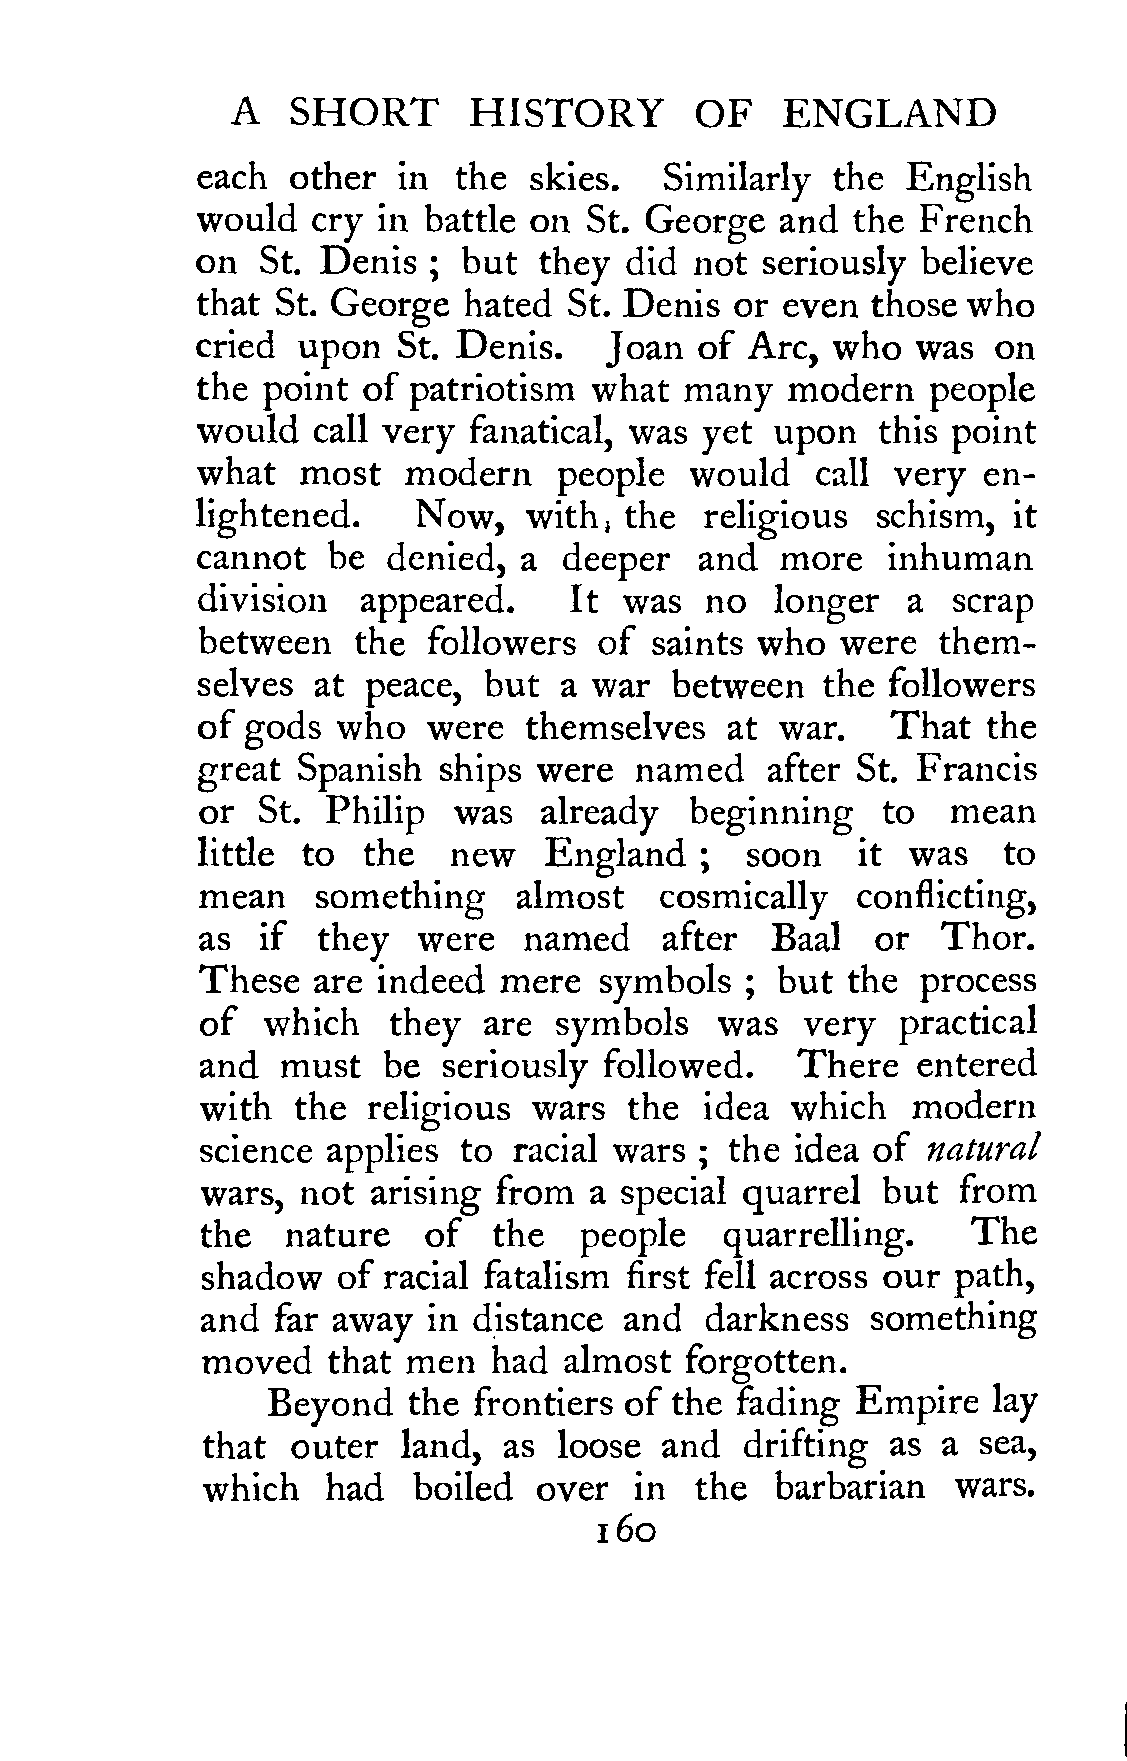 A SHORT HISTORY OF ENGLAND
each other in the skies. Similarly the English
would cry in battle on St. George and the French
on St. Denis ; but they did not seriously believe
that St. George hated St. Denis or even those who
cried upon St. Denis. Joan of Arc, who was on
the point of patriotism what many modern people
would call very fanatical, was yet upon this point
what most modern people would call very en-
lightened. Now, with, the religious schism, it
cannot be denied, a deeper and more inhuman
division appeared. It was no longer a scrap
between the followers of saints who were them-
selves at peace, but a war between the followers
of gods who were themselves at war. That the
great Spanish ships were named after St. Francis
or St. Philip was already beginning to mean
little to the new England ; soon it was to
mean something almost cosmically conflicting,
as if they were named after Baal or Thor.
These are indeed mere symbols ; but the process
of which they are symbols was very practical
and must be seriously followed. There entered
with the religious wars the idea which modern
science applies to racial wars ; the idea of natural
wars, not arising from a special quarrel but from
the nature of the people quarrelling. The
shadow of racial fatalism first fell across our path,
and far away in distance and darkness something
moved that men had almost forgotten.
Beyond the frontiers of the fading Empire lay
that outer land, as loose and drifting as a sea,
which had boiled over in the barbarian wars.
160